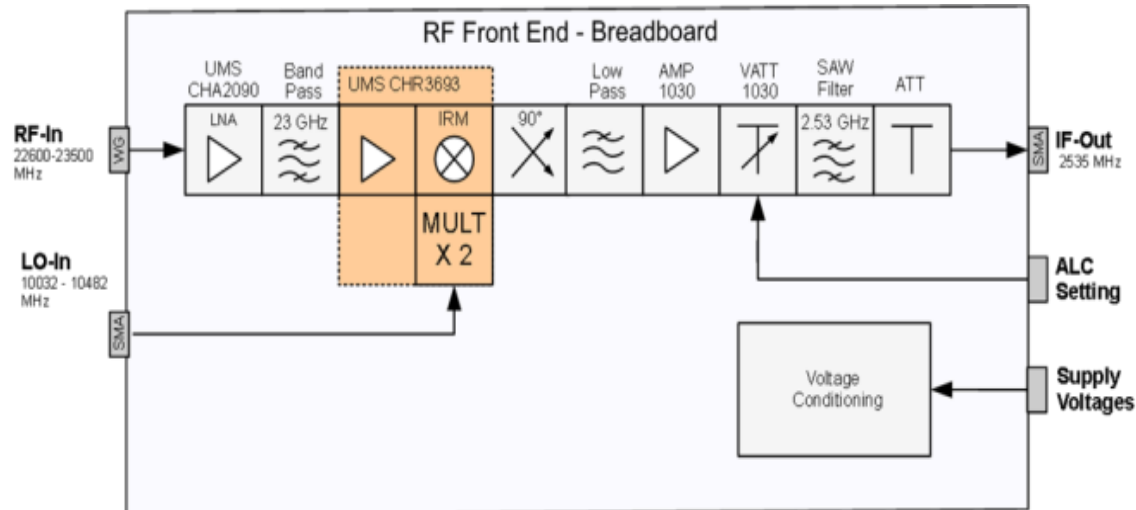 RF Front End - Breadboard
UMS
CHA2090
Band
Pass
UMS CHR3693
Low
Pass
AMP
1030
VATT
1030
SAW
Filter
ATT
LNA
23 GHz
IRM
90°
2.53 GHz
RF-In
22600-23500
MHz
WG
SMA
IF-Out
2535 MHz
MULT
X 2
LO-In
10032 - 10482
MHz
SMA
ALC
Setting
Voltage
Conditioning
Supply
Voltages